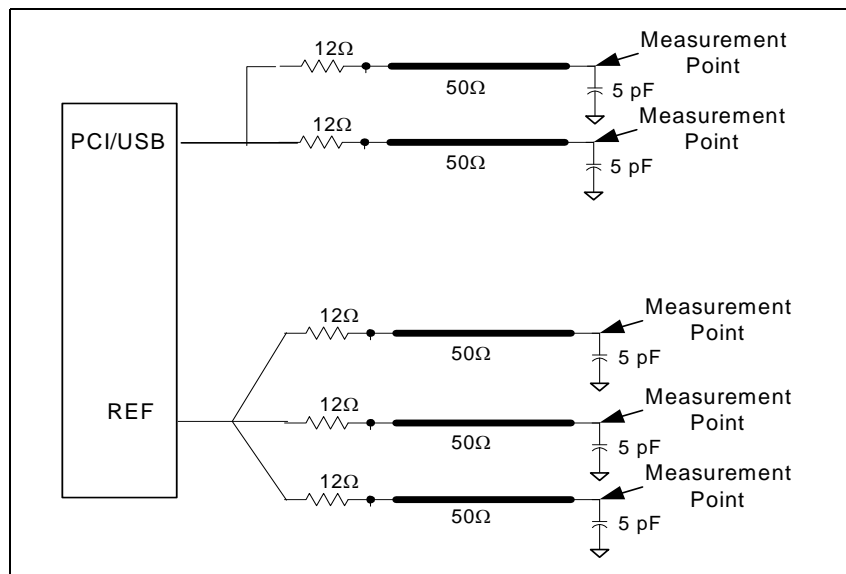 12Ω
Measurement
Point
50Ω
5 pF
PCI/USB
12Ω
Measurement
Point
50Ω
5 pF
12Ω
Measurement
Point
50Ω
5 pF
REF
12Ω
Measurement
Point
50Ω
5 pF
12Ω
Measurement
Point
50Ω
5 pF